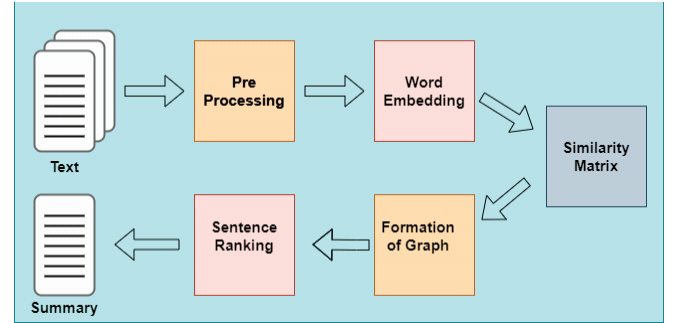 Text
Pre
Processing
Word
Embedding
Similarity
Matrix
Formation
of Graph
Sentence
Ranking
Summary